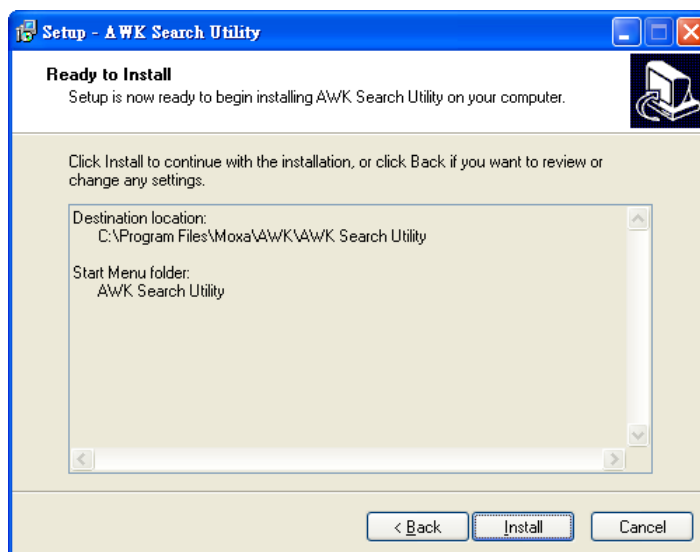 Setup - AWK Search Utility
Ready to Install
Setup is now ready to begin installing AWK Search Utility on your computer.
Click Install to continue with the installation, or click Back if you want to review or
change any settings.
Destination location:
C:\Program Files\Moxa\AWK\AWK Search Utility
Start Menu folder:
AWK Search Utility
< Back Install Cancel